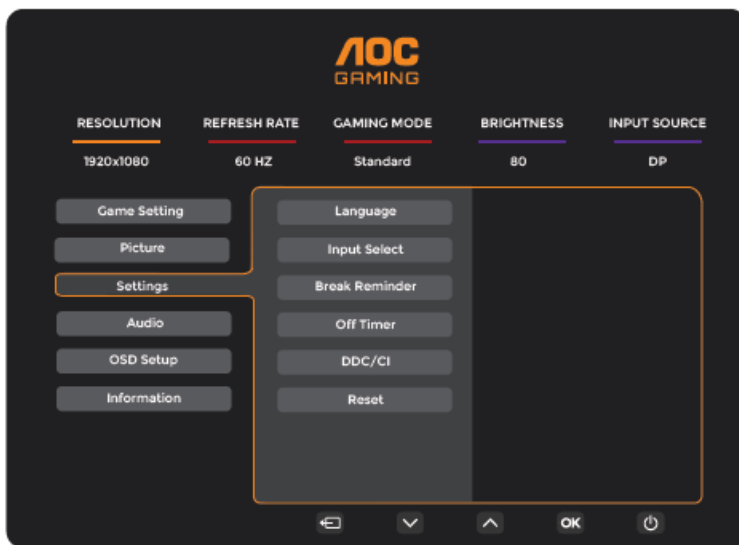 AOC
GAMING
RESOLUTION REFRESH RATE GAMING MODE BRIGHTNESS INPUT SOURCE
1920x1080 60 HZ Standard 80 DP
Game Setting Language
Picture Input Select
Settings Break Reminder
Audio Off Timer
OSD Setup DDC/CI
Information Reset
OK